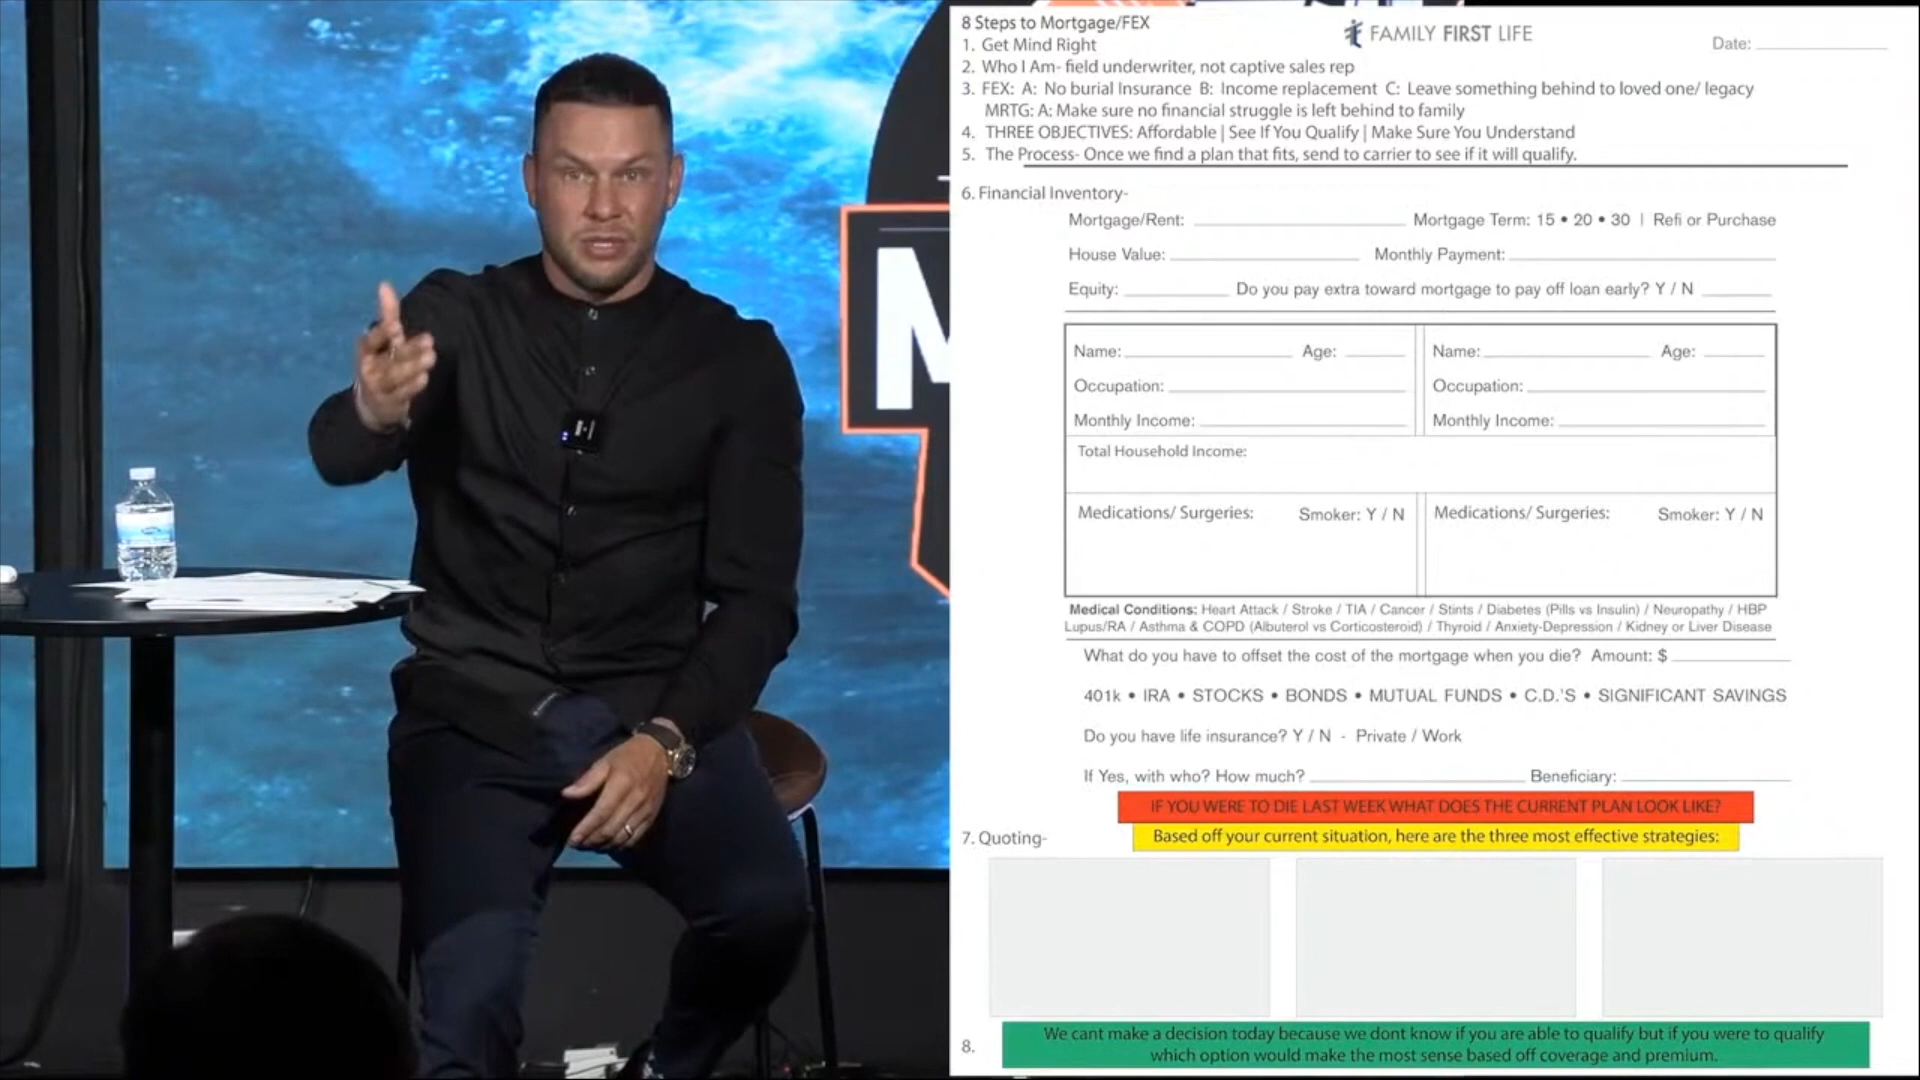 8 Steps to Mortgage/FEX
FAMILY FIRST LIFE
Date:
1. Get Mind Right
2. Who I Am- field underwriter, not captive sales rep
3. FEX: A: No burial Insurance B: Income replacement C: Leave something behind to loved one/ legacy
MRTG: A: Make sure no financial struggle is left behind to family
4. THREE OBJECTIVES: Affordable | See If You Qualify | Make Sure You Understand
5. The Process- Once we find a plan that fits, send to carrier to see if it will qualify.
6. Financial Inventory-
Mortgage/Rent: Mortgage Term: 15 • 20 • 30 | Refi or Purchase
House Value: Monthly Payment:
Equity: Do you pay extra toward mortgage to pay off loan early? Y / N
Name: Age: Name: Age:
Occupation: Occupation:
Monthly Income: Monthly Income:
Total Household Income:
Medications/ Surgeries: Smoker: Y / N Medications/ Surgeries: Smoker: Y / N
Medical Conditions: Heart Attack / Stroke / TIA / Cancer / Stints / Diabetes (Pills vs Insulin) / Neuropathy / HBP
Lupus/RA / Asthma & COPD (Albuterol vs Corticosteroid) / Thyroid / Anxiety-Depression / Kidney or Liver Disease
What do you have to offset the cost of the mortgage when you die? Amount: $
401k • IRA • STOCKS • BONDS • MUTUAL FUNDS • C.D.'S • SIGNIFICANT SAVINGS
Do you have life insurance? Y / N - Private / Work
If Yes, with who? How much? Beneficiary:
IF YOU WERE TO DIE LAST WEEK WHAT DOES THE CURRENT PLAN LOOK LIKE?
7. Quoting-
Based off your current situation, here are the three most effective strategies:
8.
We cant make a decision today because we dont know if you are able to qualify but if you were to qualify
which option would make the most sense based off coverage and premium.